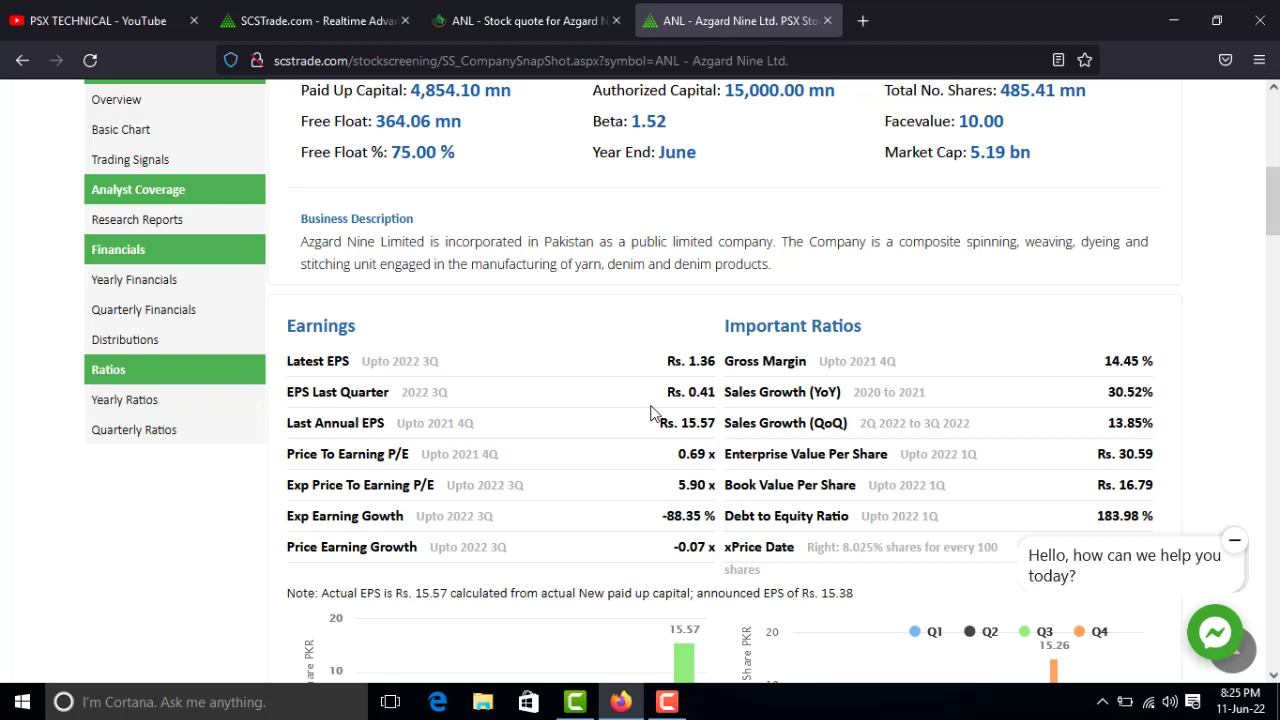 PSX TECHNICAL - YouTube
SCSTrade.com - Realtime Adva
ANL - Stock quote for Azgard N
ANL - Azgard Nine Ltd. PSX Sto
scstrade.com/stockscreening/SS_CompanySnapShot.aspx?symbol=ANL - Azgard Nine Ltd.
Overview
Basic Chart
Trading Signals
Analyst Coverage
Research Reports
Financials
Yearly Financials
Quarterly Financials
Distributions
Ratios
Yearly Ratios
Quarterly Ratios
Paid Up Capital: 4,854.10 mn Authorized Capital: 15,000.00 mn Total No. Shares: 485.41 mn
Free Float: 364.06 mn Beta: 1.52 Facevalue: 10.00
Free Float %: 75.00 % Year End: June Market Cap: 5.19 bn
Business Description
Azgard Nine Limited is incorporated in Pakistan as a public limited company. The Company is a composite spinning, weaving, dyeing and
stitching unit engaged in the manufacturing of yarn, denim and denim products.
Earnings
Latest EPS Upto 2022 3Q Rs. 1.36
EPS Last Quarter 2022 3Q Rs. 0.41
Last Annual EPS Upto 2021 4Q Rs. 15.57
Price To Earning P/E Upto 2021 4Q 0.69 x
Exp Price To Earning P/E Upto 2022 3Q 5.90 x
Exp Earning Gowth Upto 2022 3Q -88.35 %
Price Earning Growth Upto 2022 3Q -0.07 x
Important Ratios
Gross Margin Upto 2021 4Q 14.45 %
Sales Growth (YoY) 2020 to 2021 30.52%
Sales Growth (QoQ) 2Q 2022 to 3Q 2022 13.85%
Enterprise Value Per Share Upto 2022 1Q Rs. 30.59
Book Value Per Share Upto 2022 1Q Rs. 16.79
Debt to Equity Ratio Upto 2022 1Q 183.98 %
xPrice Date Right: 8.025% shares for every 100
shares
Note: Actual EPS is Rs. 15.57 calculated from actual New paid up capital; announced EPS of Rs. 15.38
20
15.57
10
are PKR
20
Q1 Q2 Q3 Q4
15.26
Share PKR
Hello, how can we help you
today?
I'm Cortana. Ask me anything.
8:25 PM
11-Jun-22